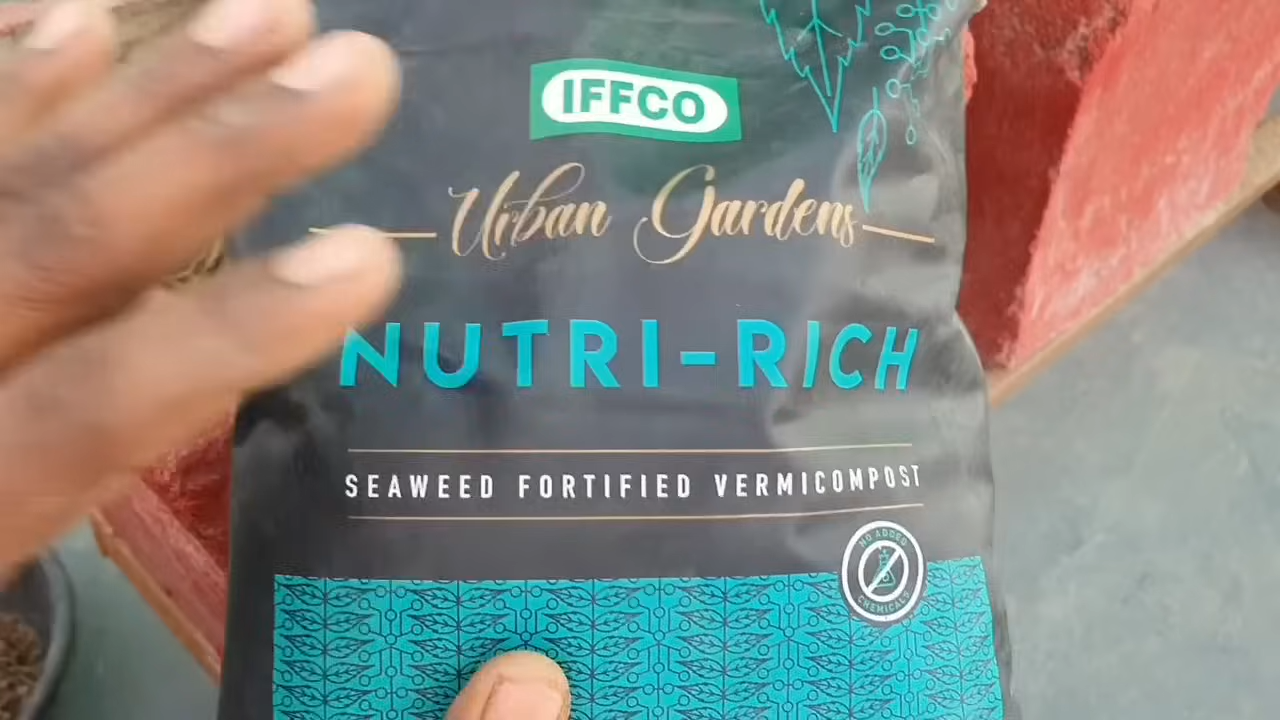 IFFCO
Urban Gardens
NUTRI-RICH
SEAWEED FORTIFIED VERMICOMPOST
NO ADDED
CHEMICALS